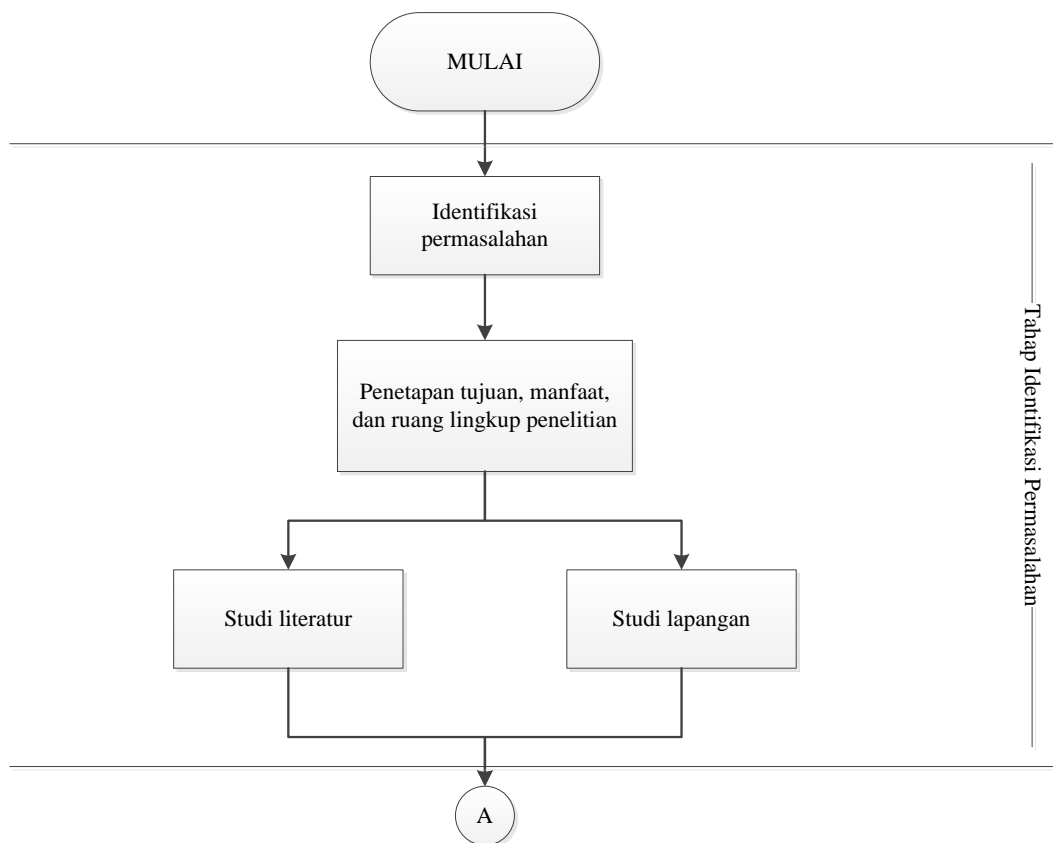 MULAI
Identifikasi
permasalahan
Penetapan tujuan, manfaat,
dan ruang lingkup penelitian
Studi literatur
Studi lapangan
A
Tahap Identifikasi Permasalahan